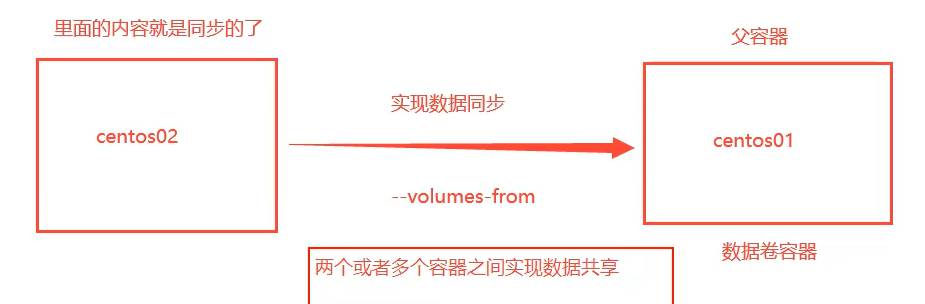 里面的内容就是同步的了
父容器
实现数据同步
centos02
centos01
--volumes-from
数据卷容器
两个或者多个容器之间实现数据共享